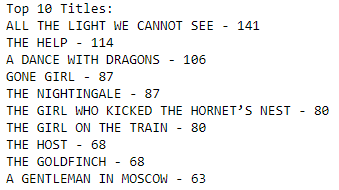 Top 10 Titles:
ALL THE LIGHT WE CANNOT SEE - 141
THE HELP - 114
A DANCE WITH DRAGONS - 106
GONE GIRL - 87
THE NIGHTINGALE - 87
THE GIRL WHO KICKED THE HORNET’S NEST - 80
THE GIRL ON THE TRAIN - 80
THE HOST - 68
THE GOLDFINCH - 68
A GENTLEMAN IN MOSCOW - 63